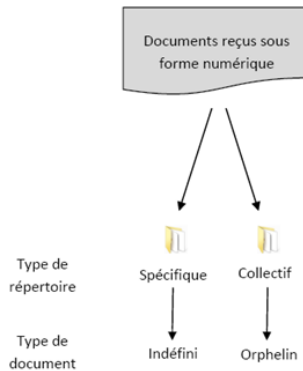 Documents reçus sous
forme numérique
Type de
répertoire
Spécifique
Collectif
Type de
document
Indéfini
Orphelin